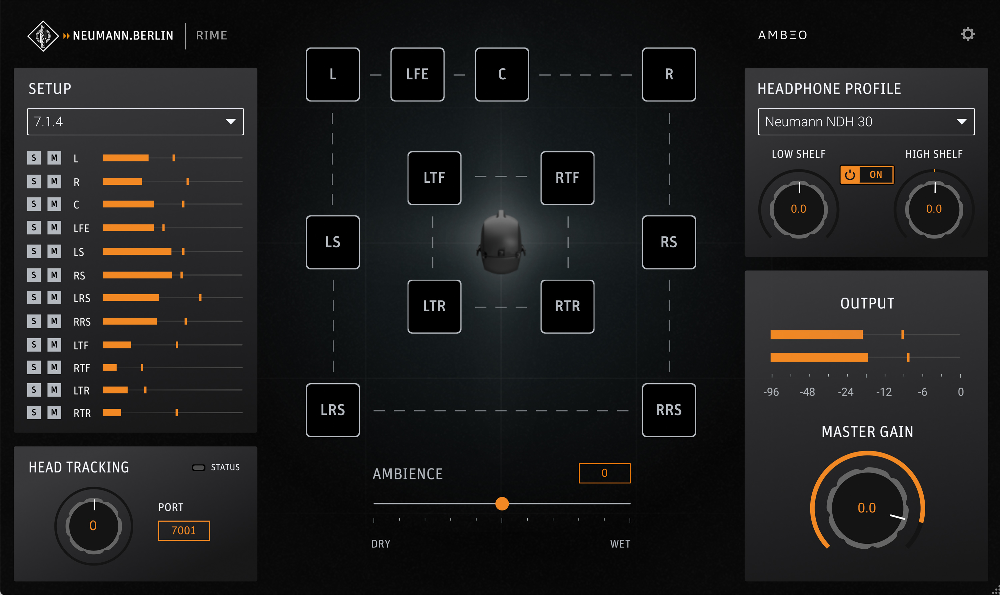 NEUMANN
NEUMANN.BERLIN
RIME
AMBEO
SETUP
7.1.4
S M L
S M R
S M C
S M LFE
S M LS
S M RS
S M LRS
S M RRS
S M LTF
S M RTF
S M LTR
S M RTR
HEAD TRACKING
STATUS
0
PORT
7001
L LFE C R
LTF RTF
LS RS
LTR RTR
LRS RRS
AMBIENCE
0
DRY WET
HEADPHONE PROFILE
Neumann NDH 30
LOW SHELF
HIGH SHELF
ON
0.0
0.0
OUTPUT
-96 -48 -24 -12 -6 0
MASTER GAIN
0.0